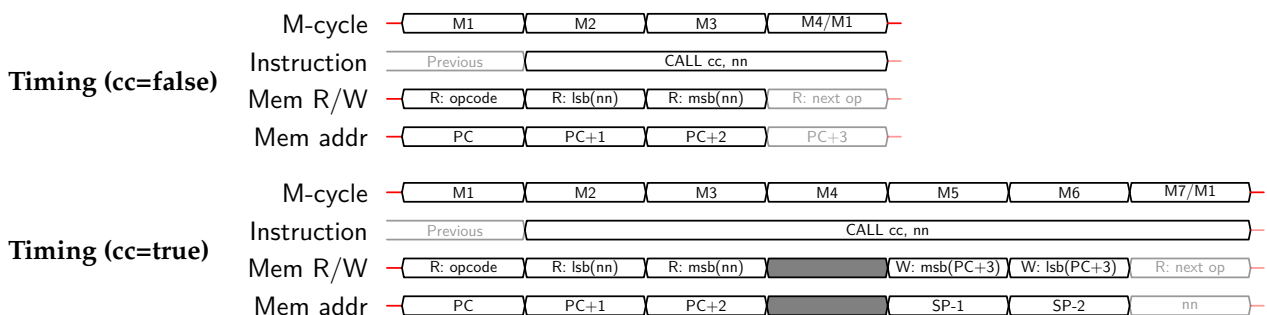 M-cycle M1 M2 M3 M4/M1
Instruction Previous CALL cc, nn
Timing (cc=false)
Mem R/W R: opcode R: lsb(nn) R: msb(nn) R: next op
Mem addr PC PC+1 PC+2 PC+3
M-cycle M1 M2 M3 M4 M5 M6 M7/M1
Instruction Previous CALL cc, nn
Timing (cc=true)
Mem R/W R: opcode R: lsb(nn) R: msb(nn) W: msb(PC+3) W: lsb(PC+3) R: next op
Mem addr PC PC+1 PC+2 SP-1 SP-2 nn